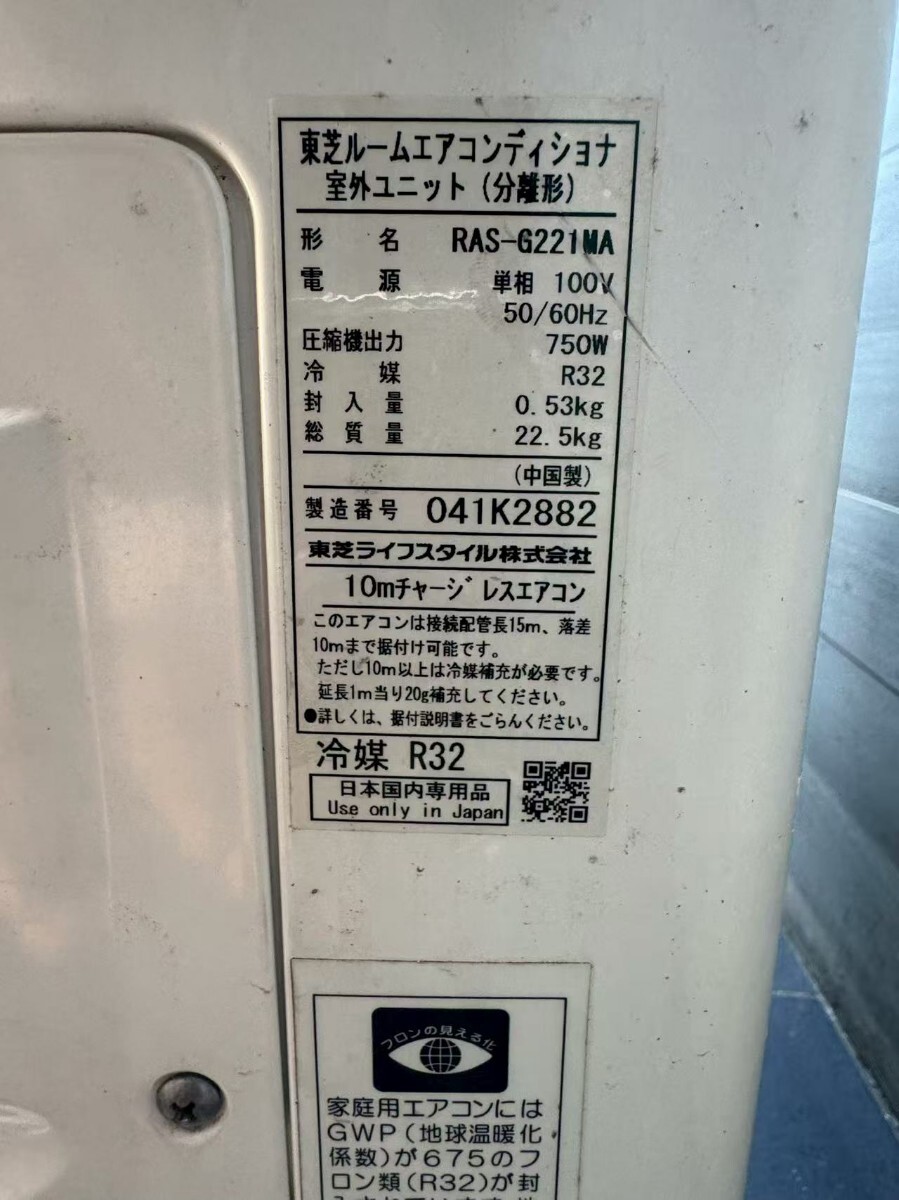 東芝ルームエアコンディショナ
室外ユニット(分離形)
形 名 RAS-G221MA
電 源 単相 100V
50/60Hz
圧縮機出力 750W
冷 媒 R32
封入量 0.53kg
総質量 22.5kg
(中国製)
製造番号 041K2882
東芝ライフスタイル株式会社
10mチャージレスエアコン
このエアコンは接続配管長15m、落差
10mまで据付け可能です。
ただし10m以上は冷媒補充が必要です。
延長1m当り20g補充してください。
●詳しくは、据付説明書をごらんください。
冷媒 R32
日本国内専用品
Use only in Japan
フロンの見える化
家庭用エアコンには
GWP(地球温暖化
係数)が675のフ
ロン類(R32)が封